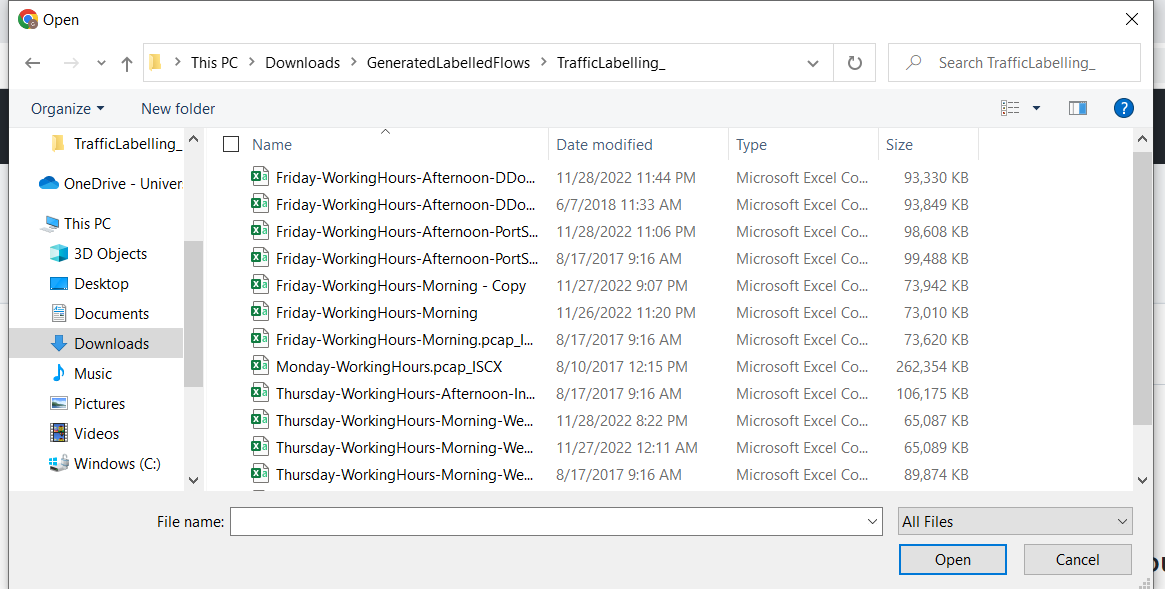 Open
This PC Downloads GeneratedLabelledFlows TrafficLabelling_
Search TrafficLabelling_
Organize New folder
?
TrafficLabelling_
OneDrive - Univer
This PC
3D Objects
Desktop
Documents
Downloads
Music
Pictures
Videos
Windows (C:)
Name Date modified Type Size
Friday-WorkingHours-Afternoon-DDo... 11/28/2022 11:44 PM Microsoft Excel Co... 93,330 KB
Friday-WorkingHours-Afternoon-DDo... 6/7/2018 11:33 AM Microsoft Excel Co... 93,849 KB
Friday-WorkingHours-Afternoon-PortS... 11/28/2022 11:06 PM Microsoft Excel Co... 98,608 KB
Friday-WorkingHours-Afternoon-PortS... 8/17/2017 9:16 AM Microsoft Excel Co... 99,488 KB
Friday-WorkingHours-Morning - Copy 11/27/2022 9:07 PM Microsoft Excel Co... 73,942 KB
Friday-WorkingHours-Morning 11/26/2022 11:20 PM Microsoft Excel Co... 73,010 KB
Friday-WorkingHours-Morning.pcap_I... 8/17/2017 9:16 AM Microsoft Excel Co... 73,620 KB
Monday-WorkingHours.pcap_ISCX 8/10/2017 12:15 PM Microsoft Excel Co... 262,354 KB
Thursday-WorkingHours-Afternoon-In... 8/17/2017 9:16 AM Microsoft Excel Co... 106,175 KB
Thursday-WorkingHours-Morning-We... 11/28/2022 8:22 PM Microsoft Excel Co... 65,087 KB
Thursday-WorkingHours-Morning-We... 11/27/2022 12:11 AM Microsoft Excel Co... 65,089 KB
Thursday-WorkingHours-Morning-We... 8/17/2017 9:16 AM Microsoft Excel Co... 89,874 KB
File name:
All Files
Open Cancel